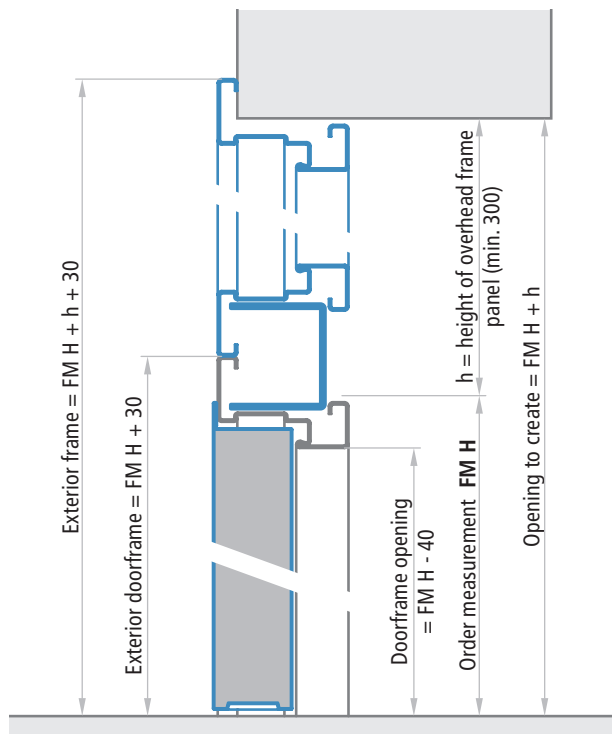 Exterior frame = FM H + h + 30
Exterior doorframe = FM H + 30
Doorframe opening
= FM H - 40
h = height of overhead frame
panel (min. 300)
Order measurement FM H
Opening to create = FM H + h